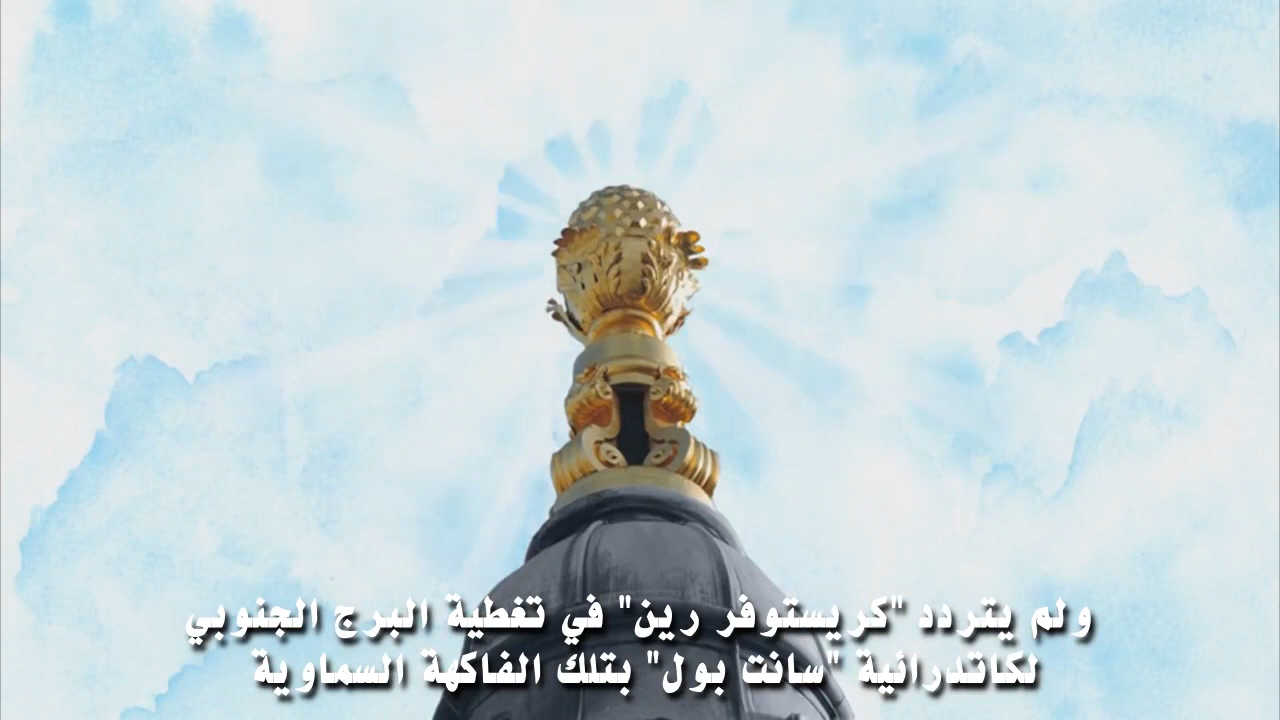 ولم يتردد "كريستوفر رين" في تغطية البرج الجنوبي
لكاتدرائية "سانت بول" بتلك الفاكهة السماوية